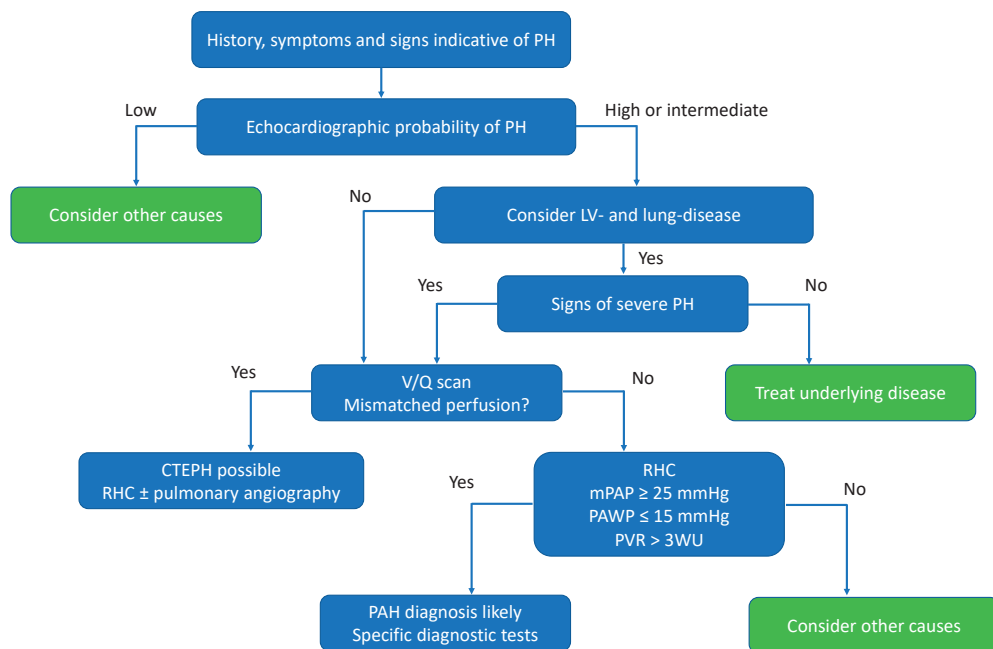 History, symptoms and signs indicative of PH
Low
High or intermediate
Echocardiographic probability of PH
Consider other causes
No
Consider LV- and lung-disease
Yes
Yes
No
Signs of severe PH
Yes
V/Q scan
Mismatched perfusion?
No
Treat underlying disease
CTEPH possible
RHC ± pulmonary angiography
Yes
RHC
mPAP ≥ 25 mmHg
PAWP ≤ 15 mmHg
PVR > 3WU
No
PAH diagnosis likely
Specific diagnostic tests
Consider other causes